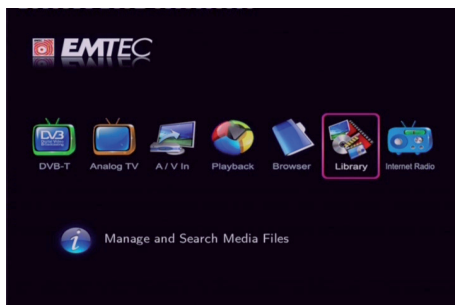 EMTEC
DVB
DVB-T Analog TV A / V In Playback Browser Library Internet Radio
i Manage and Search Media Files